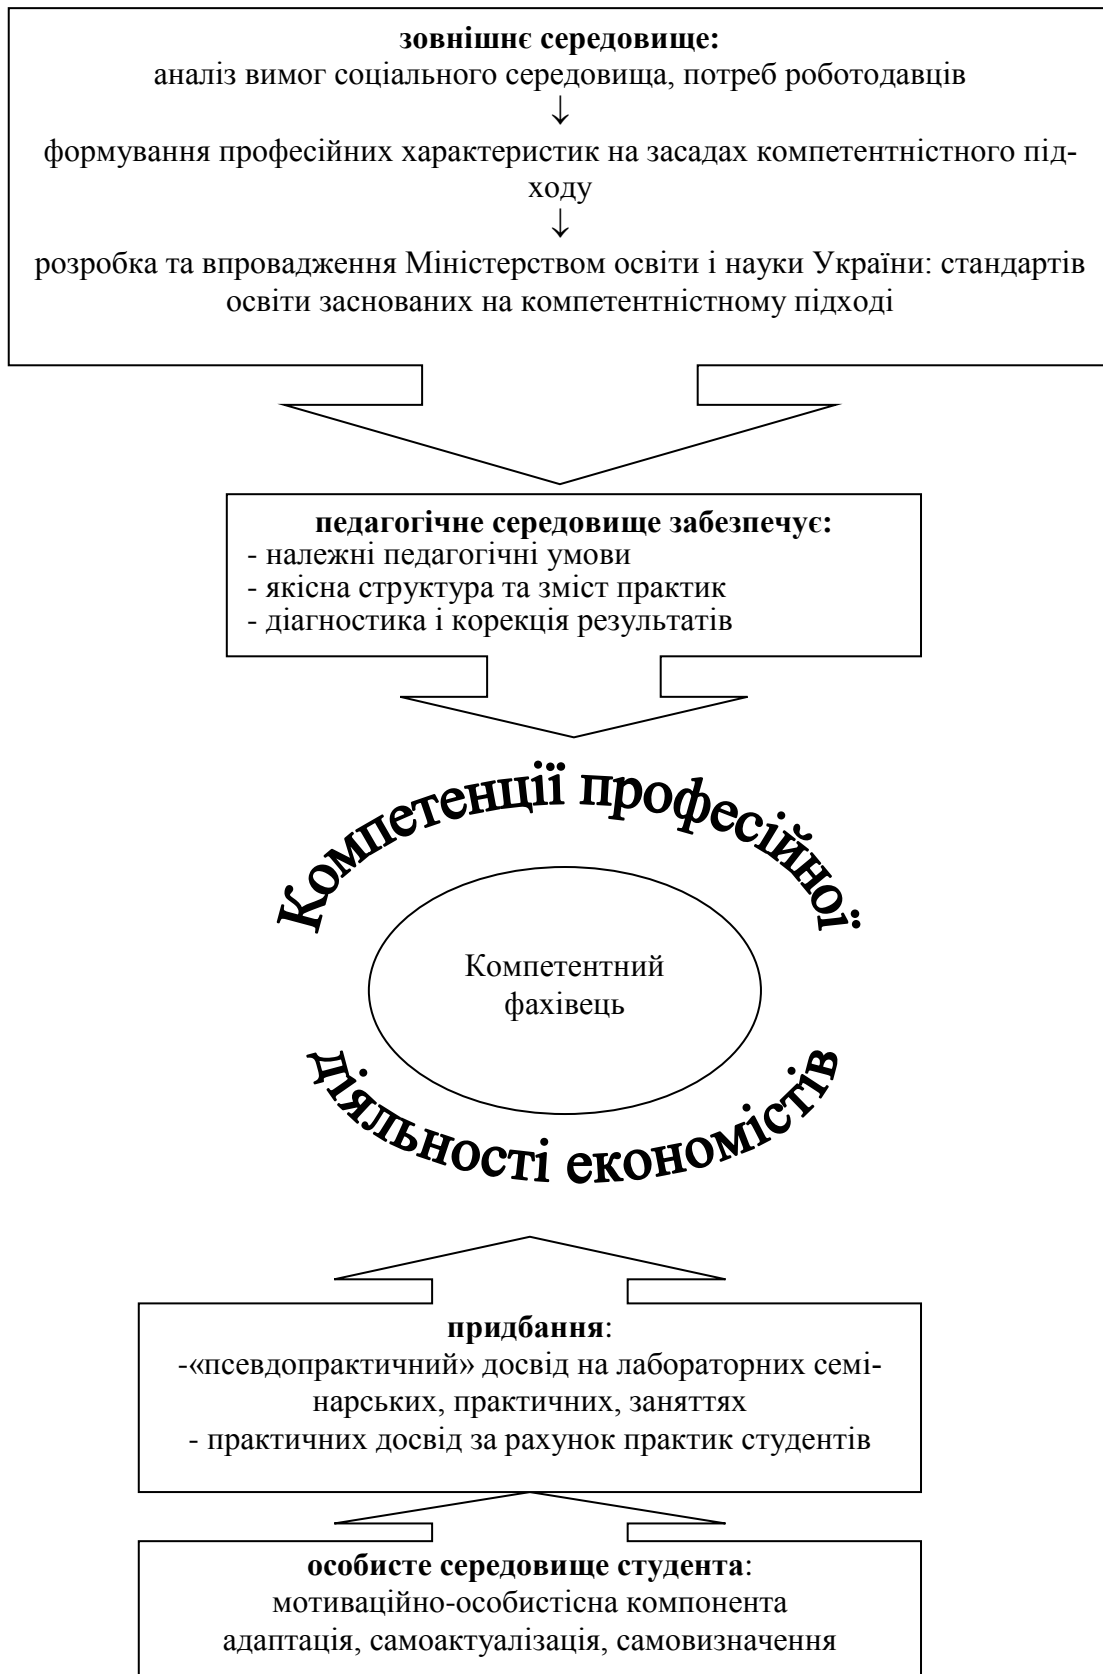 зовнішнє середовище:
аналіз вимог соціального середовища, потреб роботодавців
↓
формування професійних характеристик на засадах компетентністного під-
ходу
↓
розробка та впровадження Міністерством освіти і науки України: стандартів
освіти заснованих на компетентністному підході
педагогічне середовище забезпечує:
- належні педагогічні умови
- якісна структура та зміст практик
- діагностика і корекція результатів
Компетенції професійної
Компетентний
фахівець
діяльності економістів
придбання:
-«псевдопрактичний» досвід на лабораторних семі-
нарських, практичних, заняттях
- практичних досвід за рахунок практик студентів
особисте середовище студента:
мотиваційно-особистісна компонента
адаптація, самоактуалізація, самовизначення